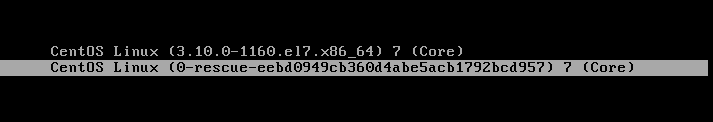 CentOS Linux (3.10.0-1160.el7.x86_64) 7 (Core)
CentOS Linux (0-rescue-eebd0949cb360d4abe5acb1792bcd957) 7 (Core)